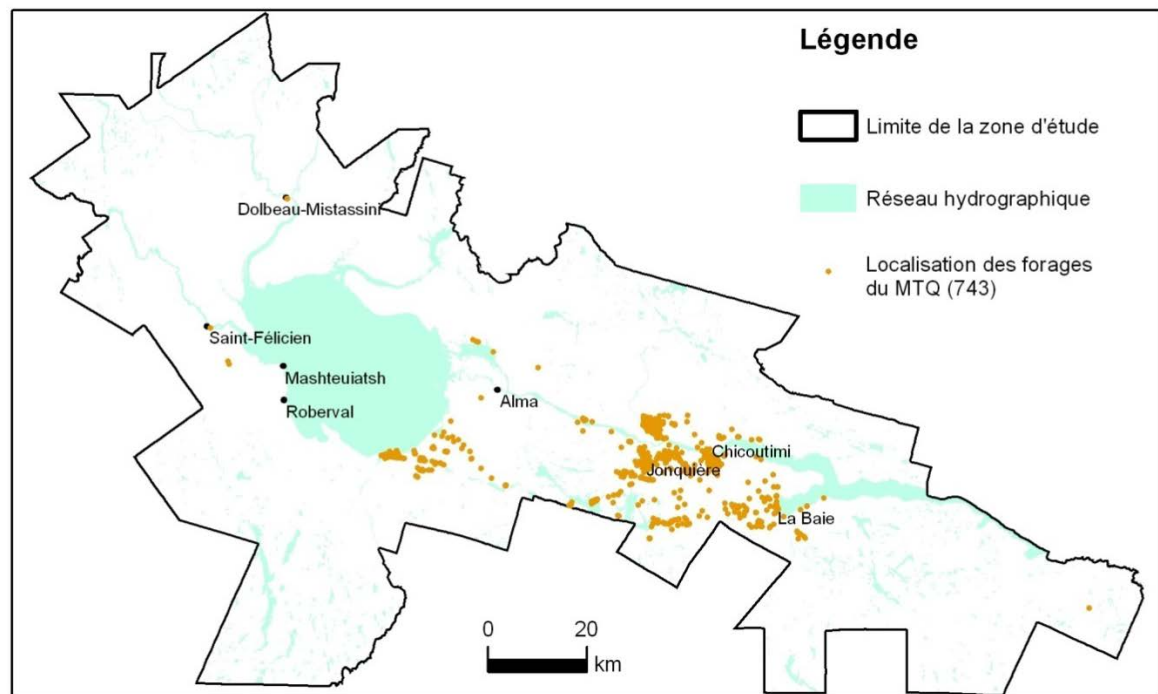 Légende
Limite de la zone d'étude
Réseau hydrographique
Localisation des forages
du MTQ (743)
Dolbeau-Mistassini
Saint-Félicien
Mashteuiatsh
Roberval
Alma
Chicoutimi
Jonquière
La Baie
0 20
km